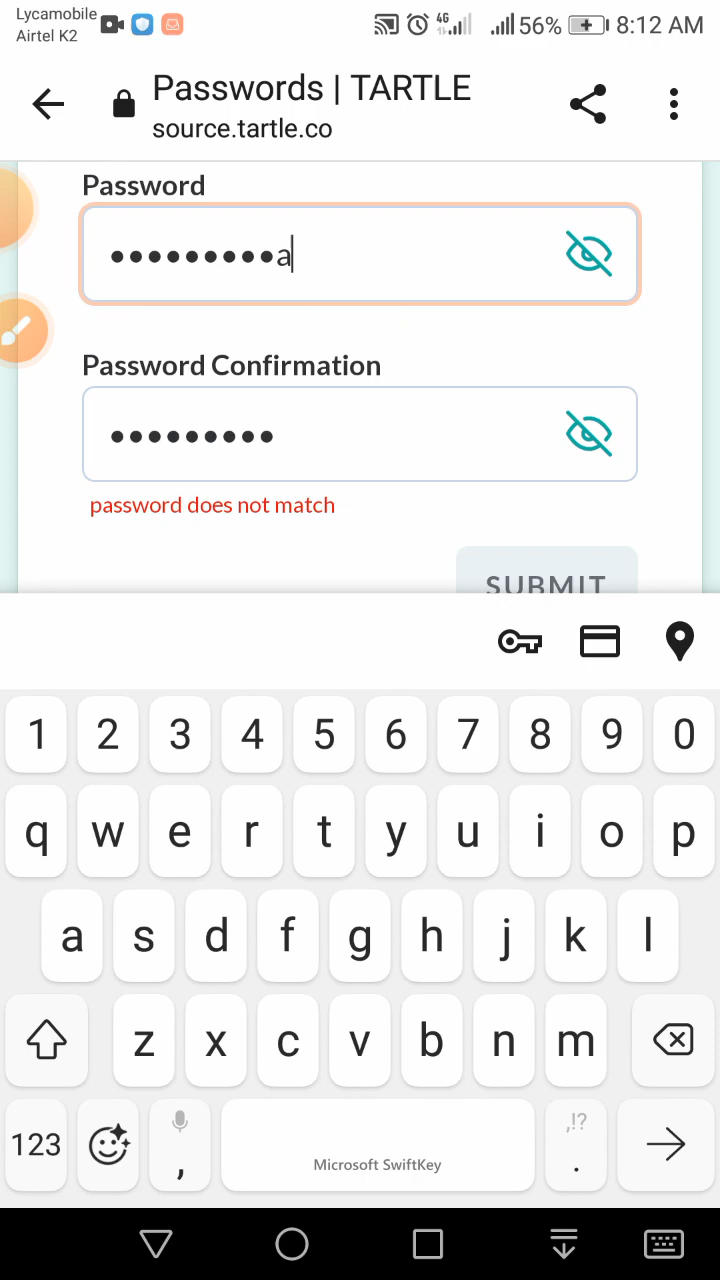 Lycamobile
Airtel K2
4G
56%
8:12 AM
Passwords | TARTLE
source.tartle.co
Password
•••••••••a
Password Confirmation
•••••••••
password does not match
SUBMIT
1 2 3 4 5 6 7 8 9 0
q w e r t y u i o p
a s d f g h j k l
z x c v b n m
,!?
123 , Microsoft SwiftKey .